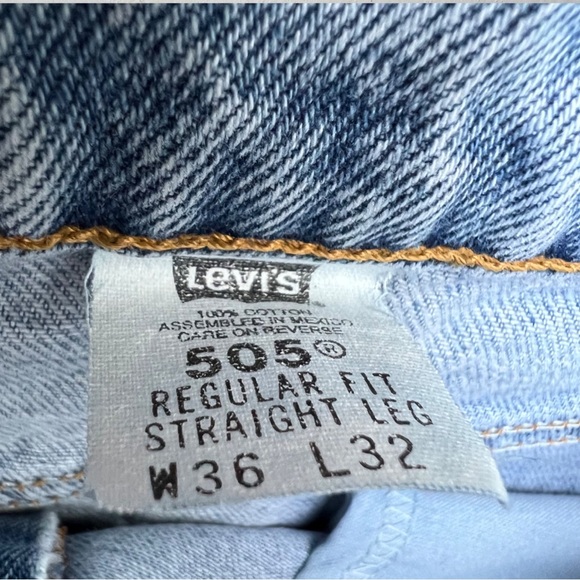 Levi's
100% COTTON
ASSEMBLED IN MEXICO
CARE ON REVERSE
505®
REGULAR FIT
STRAIGHT LEG
W36 L32